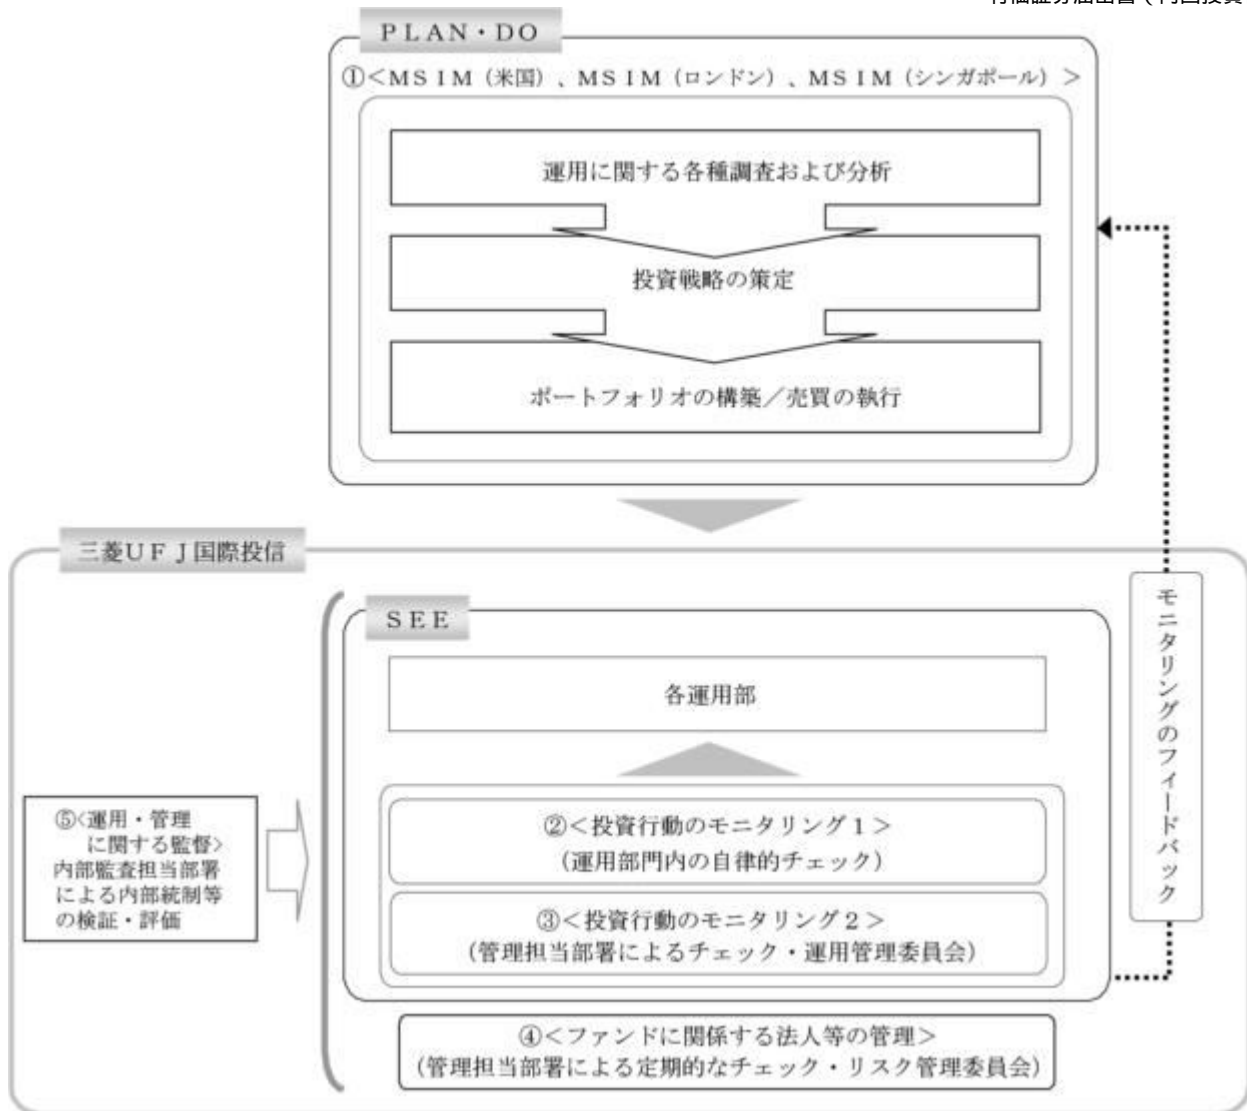 ＰＬＡＮ・ＤＯ
①＜ＭＳＩＭ（米国）、ＭＳＩＭ（ロンドン）、ＭＳＩＭ（シンガポール）＞
運用に関する各種調査および分析
投資戦略の策定
ポートフォリオの構築／売買の執行
三菱ＵＦＪ国際投信
ＳＥＥ
各運用部
②＜投資行動のモニタリング１＞
（運用部門内の自律的チェック）
③＜投資行動のモニタリング２＞
（管理担当部署によるチェック・運用管理委員会）
④＜ファンドに関係する法人等の管理＞
（管理担当部署による定期的なチェック・リスク管理委員会）
⑤<運用・管理
に関する監督>
内部監査担当部署
による内部統制等
の検証・評価
モニタリングのフィードバック